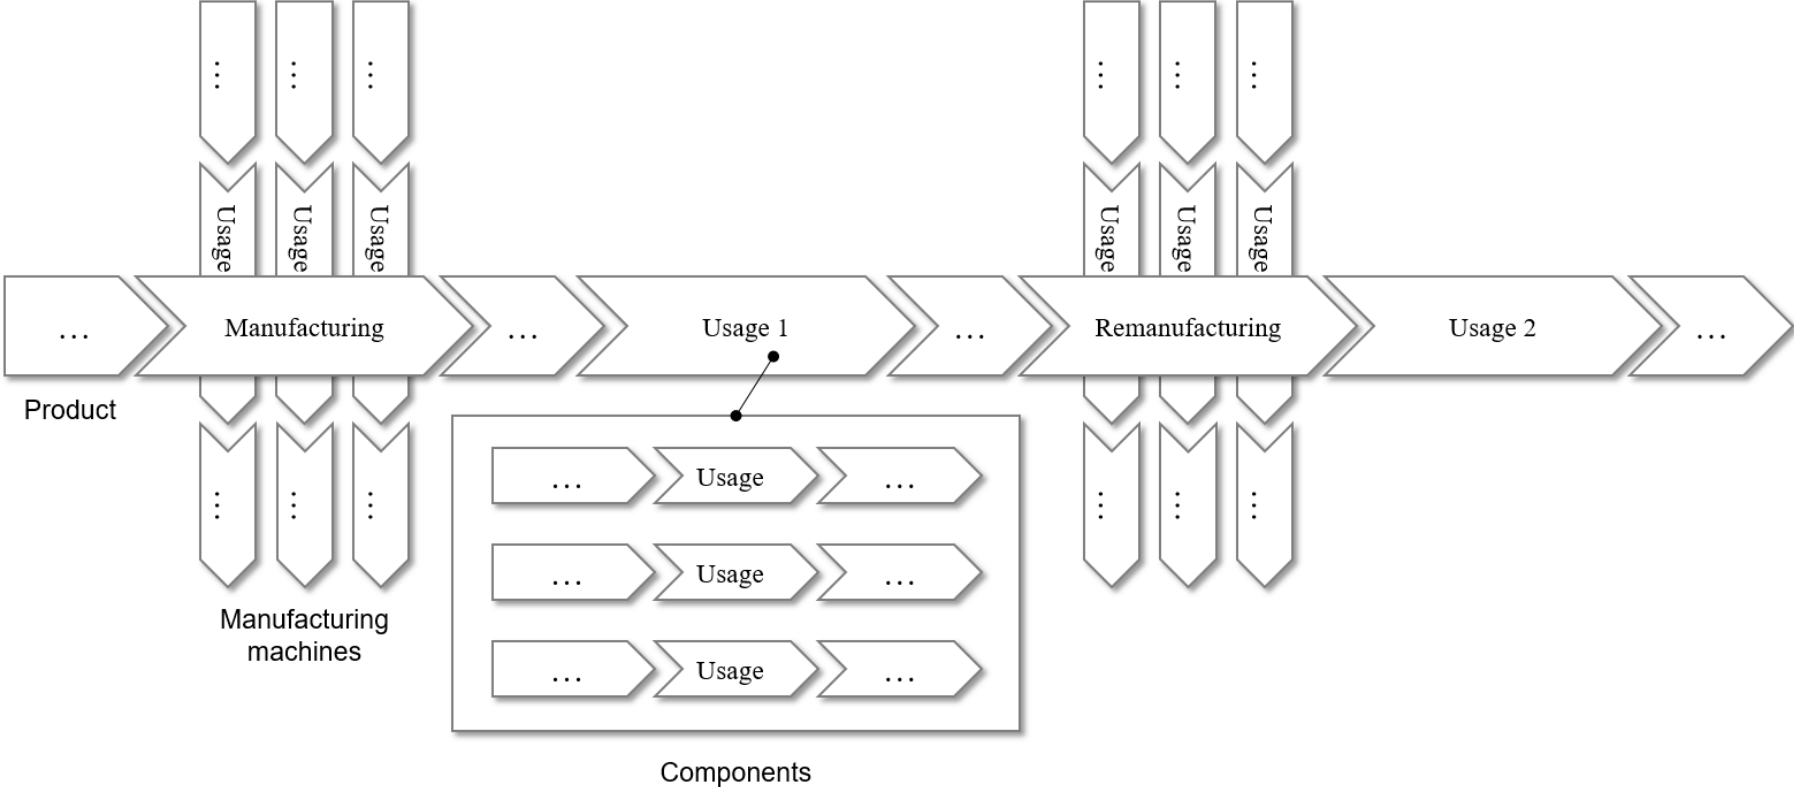 ... ... ... ... ... ...
Usage Usage Usage Usage Usage Usage
... Manufacturing ... Usage 1 ... Remanufacturing Usage 2 ...
Product
... Usage ...
... ... ... ... ... ...
... Usage ...
Manufacturing
machines
... Usage ...
Components